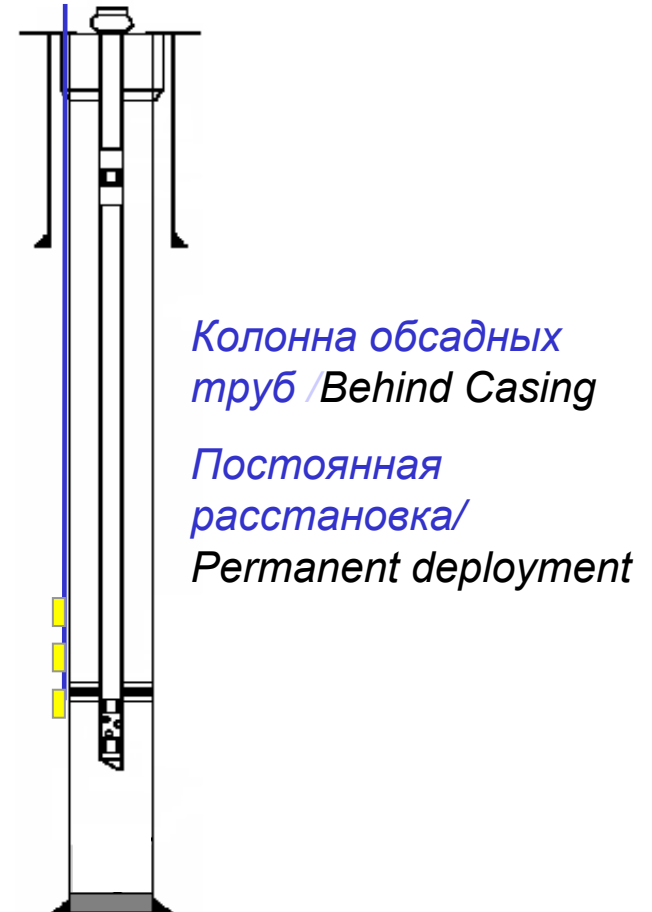 Колонна обсадных
труб /Behind Casing
Постоянная
расстановка/
Permanent deployment